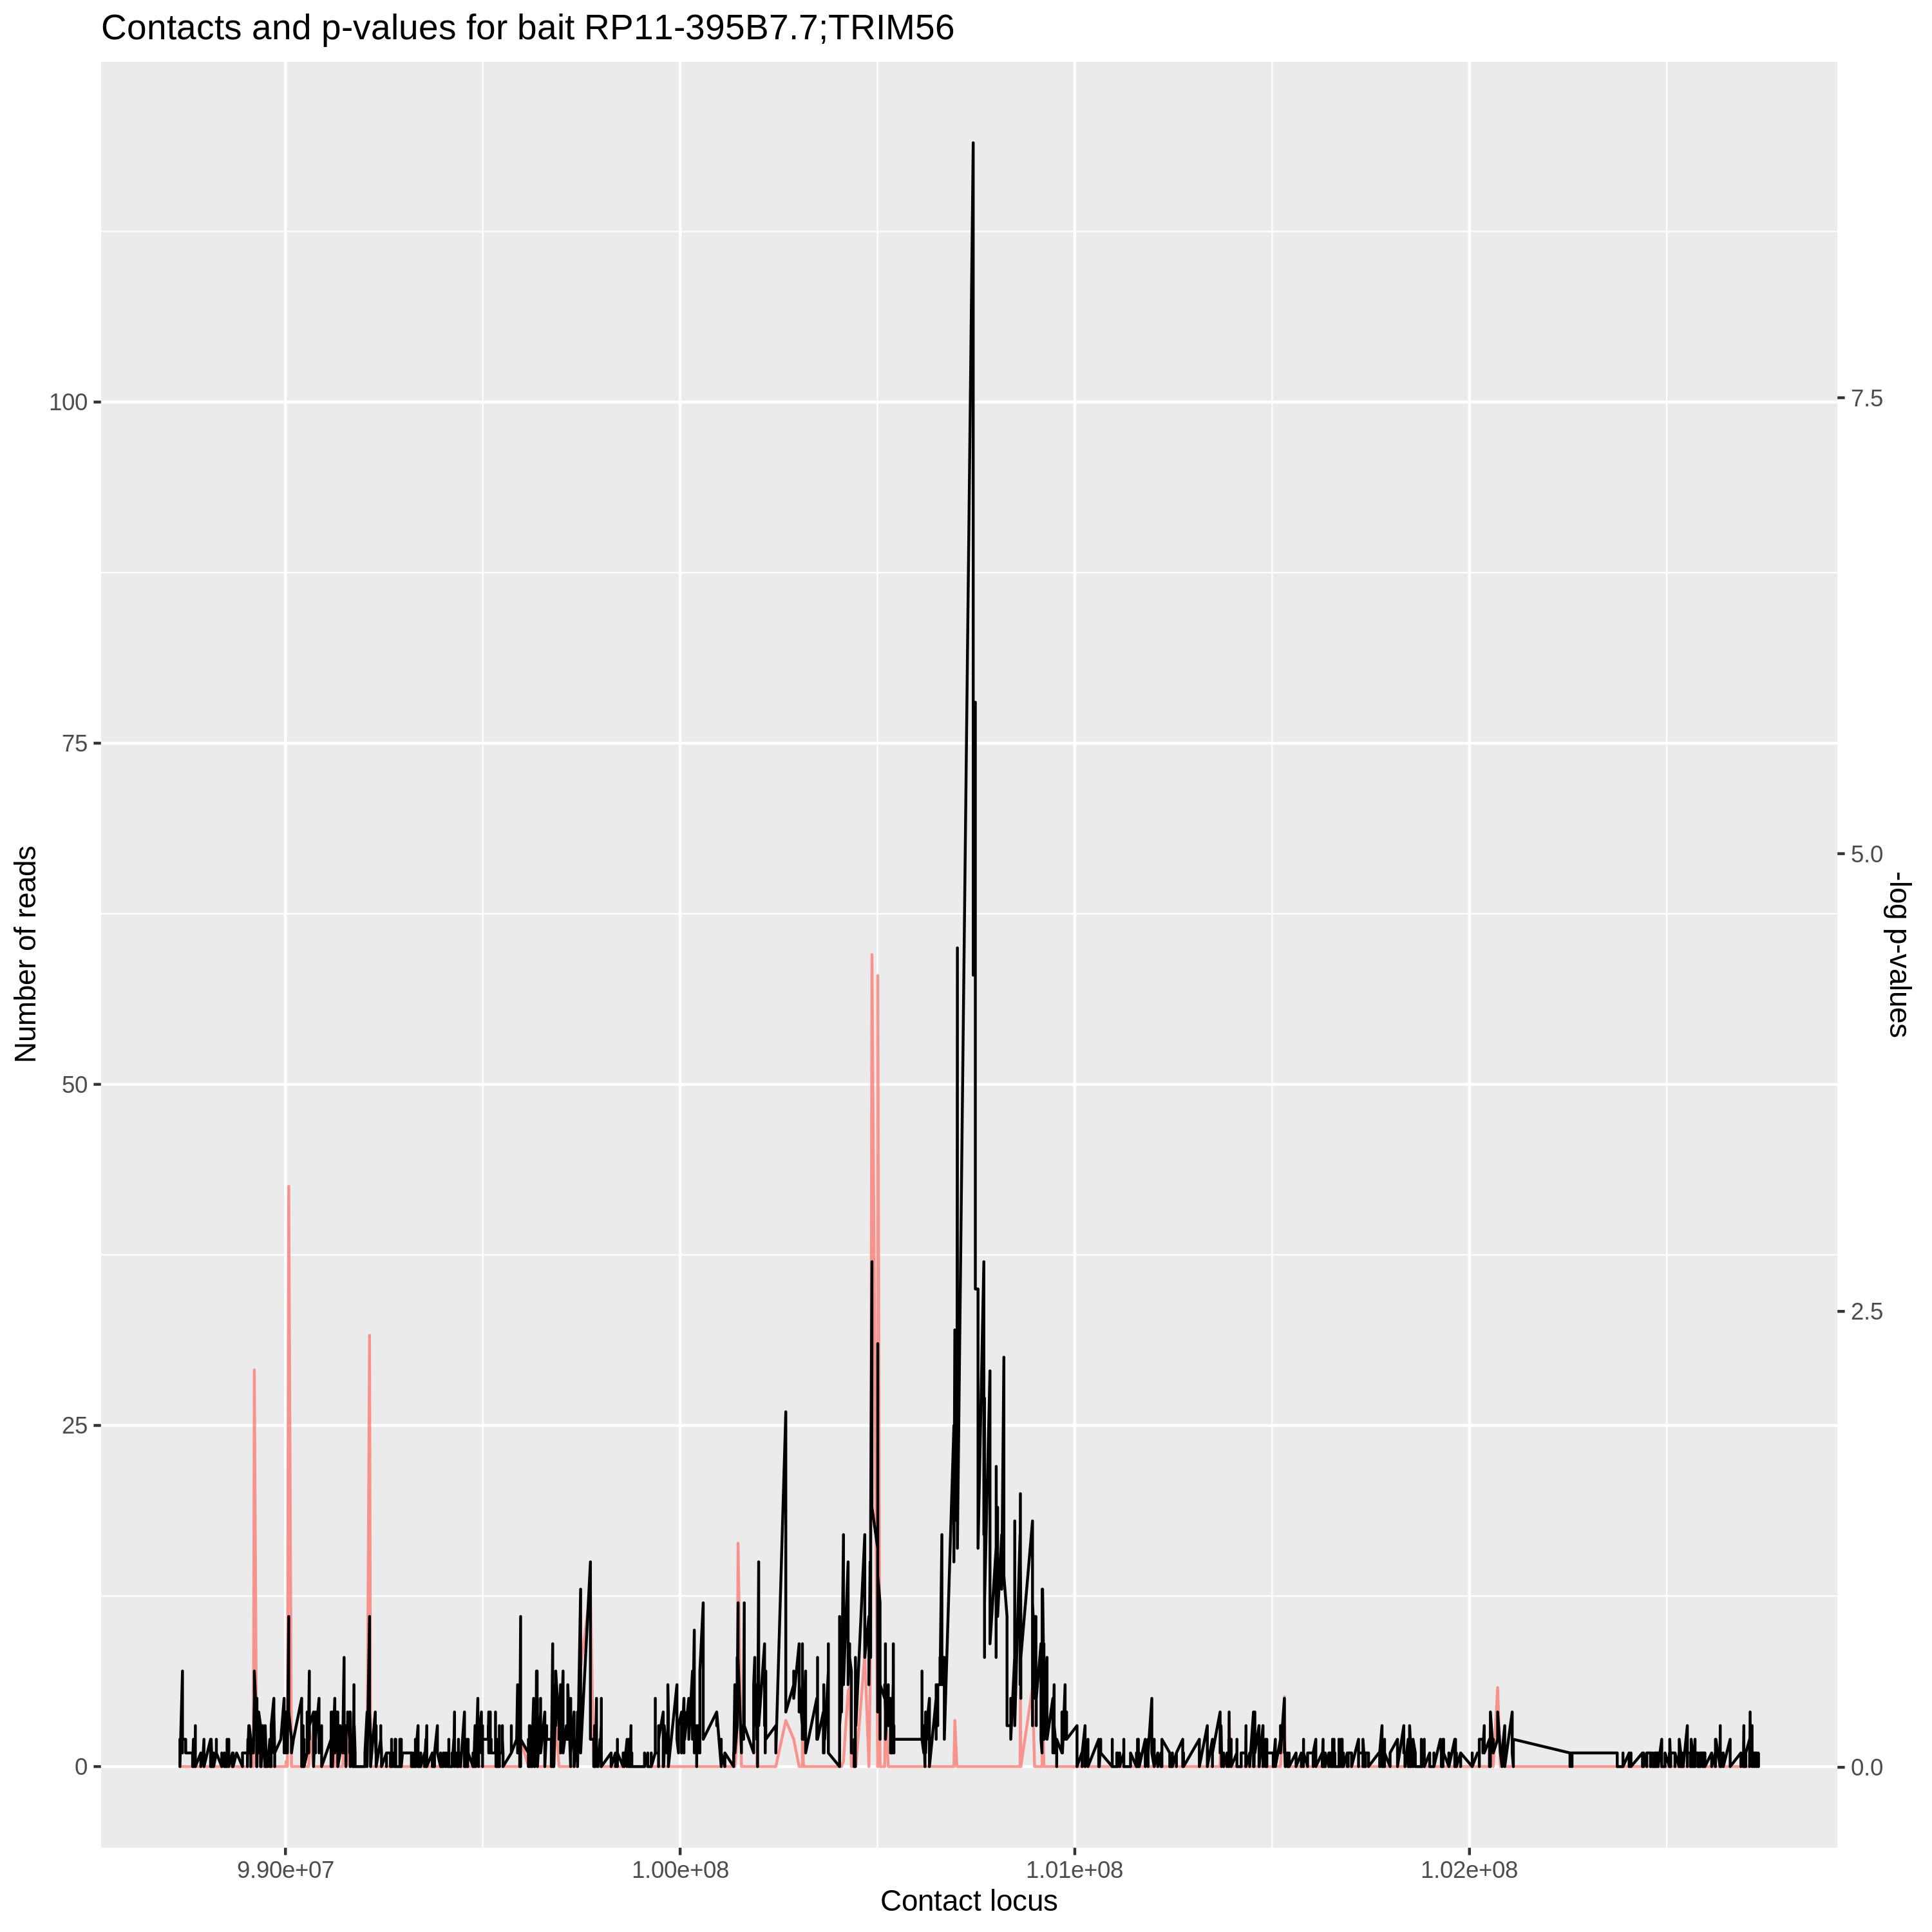 Contacts and p-values for bait RP11-395B7.7;TRIM56
100
75
50
25
0
Number of reads
7.5
5.0
2.5
0.0
-log p-values
9.90e+07
1.00e+08
1.01e+08
1.02e+08
Contact locus